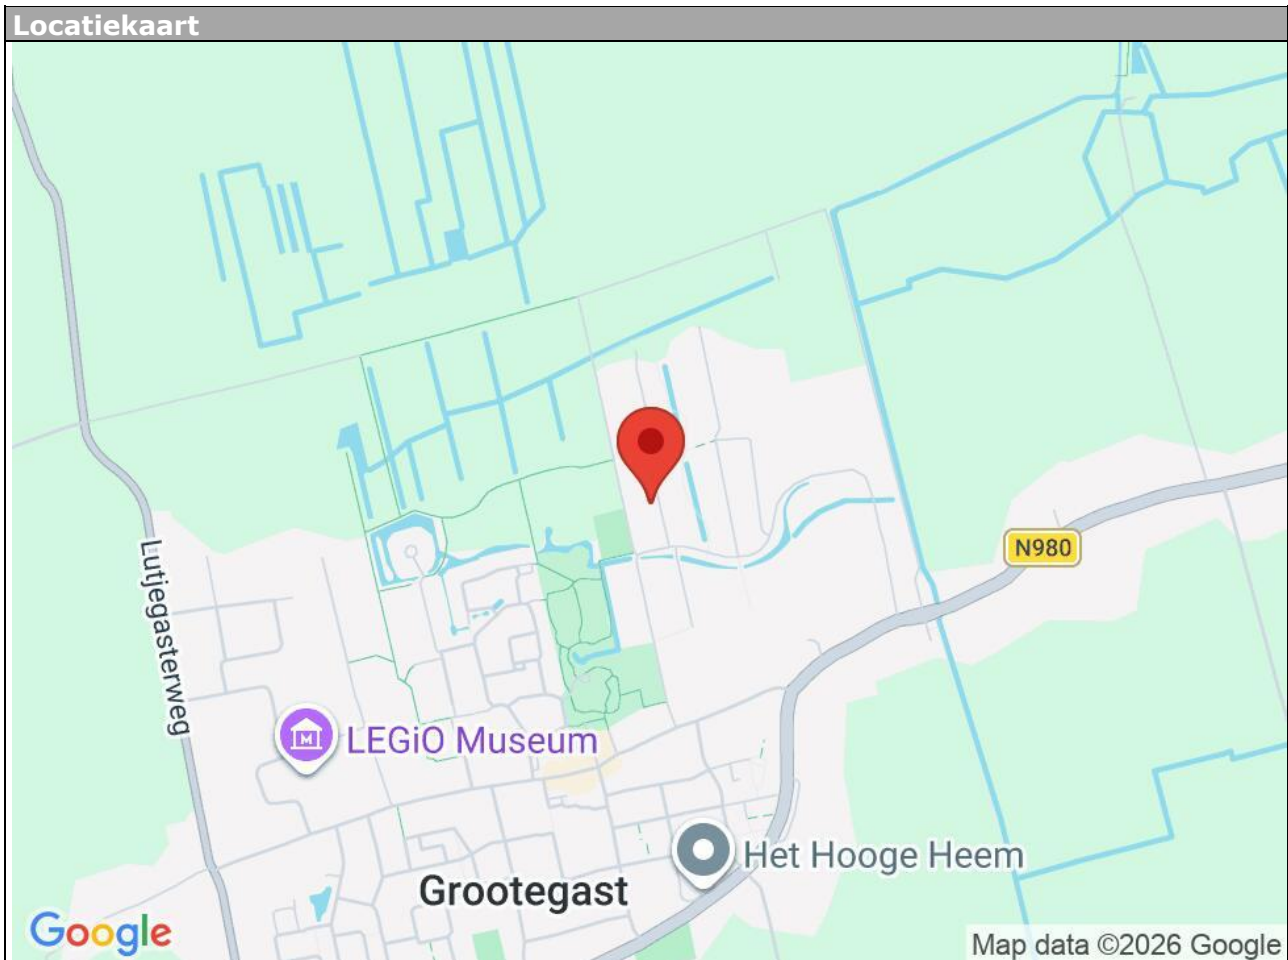 Locatiekaart
N980
Lutjegasterweg
LEGiO Museum
M
Het Hooge Heem
Grootegast
Google
Map data ©2026 Google